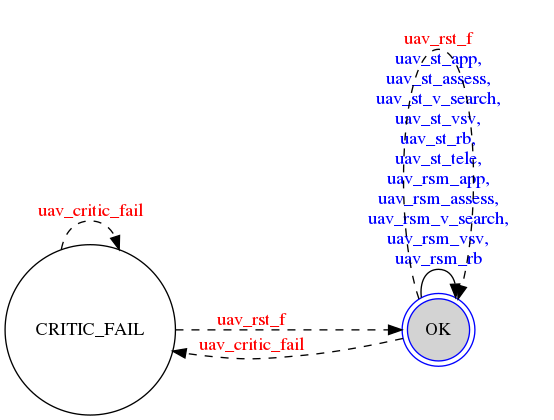 uav_rst_f
uav_st_app,
uav_st_assess,
uav_st_v_search,
uav_st_vsv,
uav_st_rb,
uav_st_tele,
uav_rsm_app,
uav_rsm_assess,
uav_rsm_v_search,
uav_rsm_vsv,
uav_rsm_rb
uav_critic_fail
CRITIC_FAIL
uav_rst_f
uav_critic_fail
OK